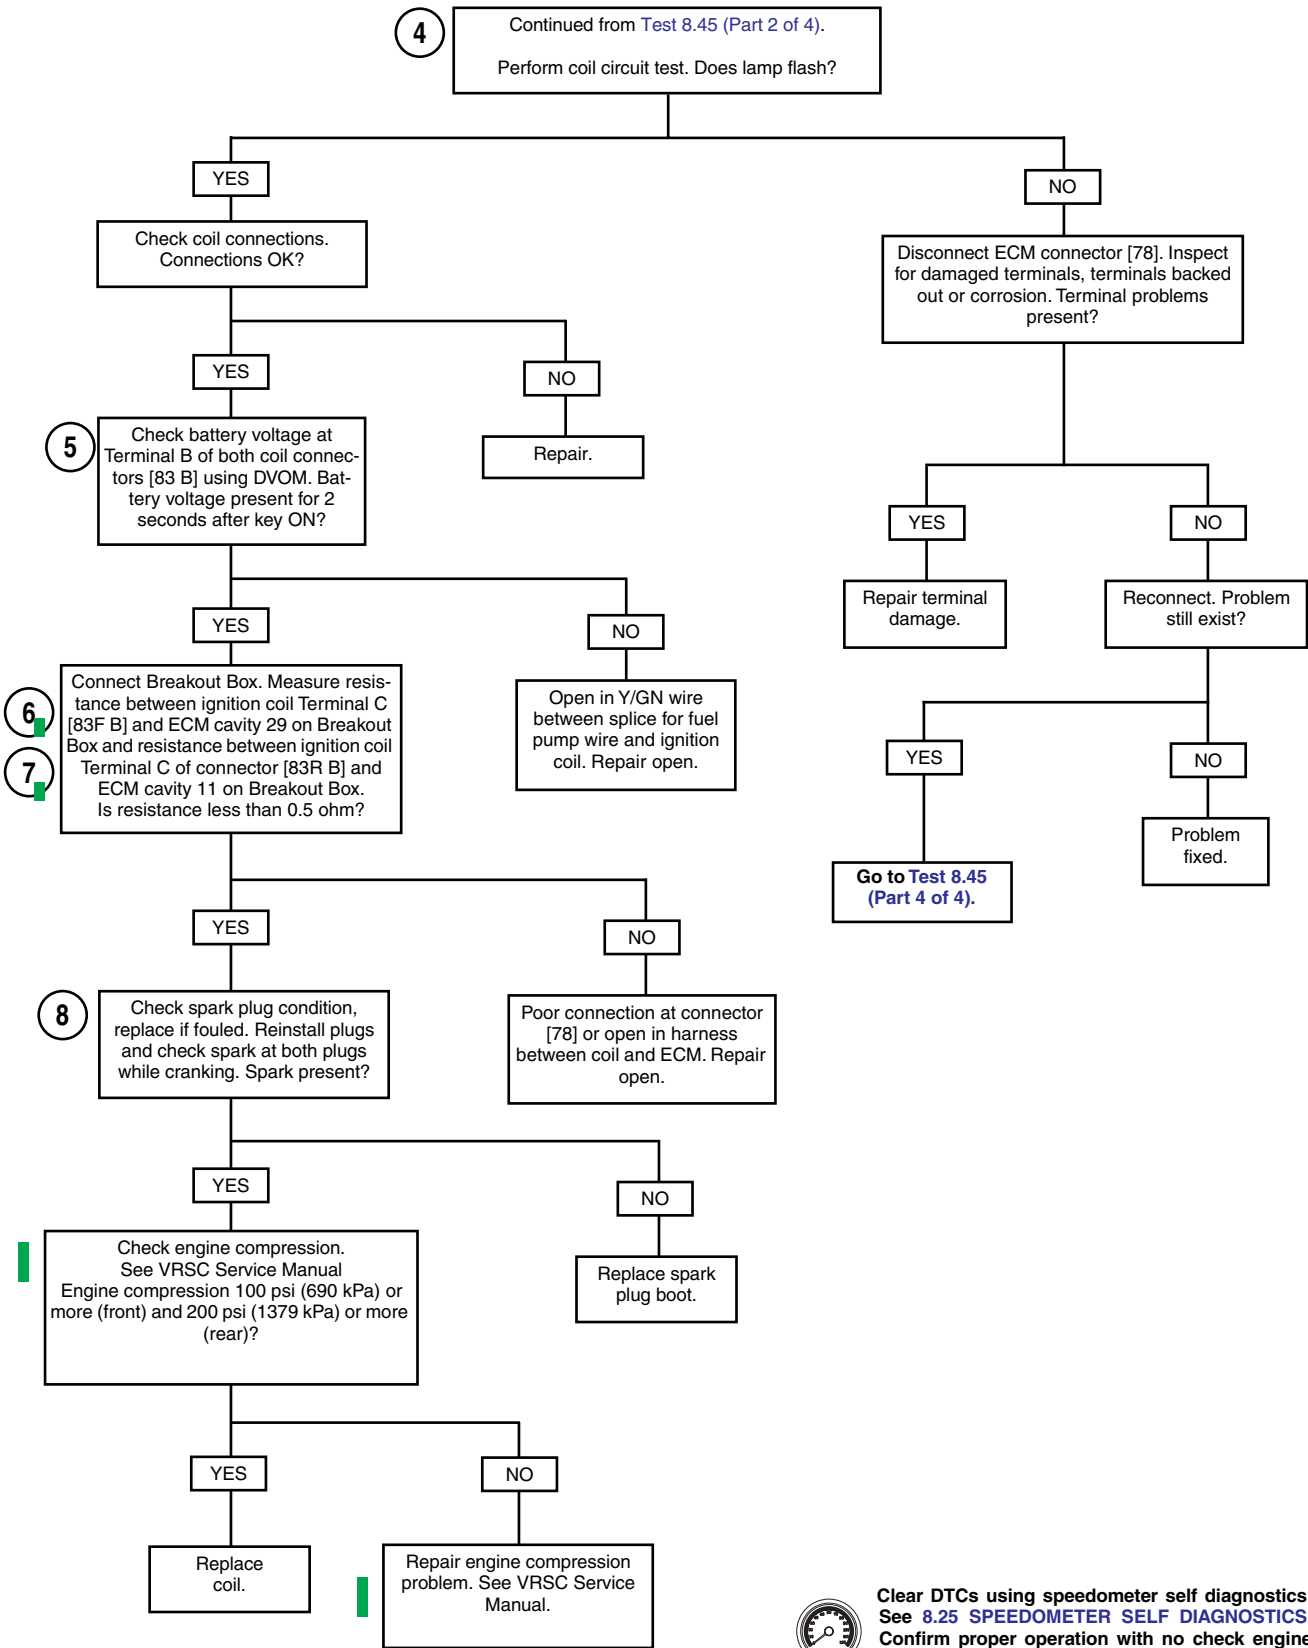 4
Continued from Test 8.45 (Part 2 of 4).
Perform coil circuit test. Does lamp flash?
YES
NO
Check coil connections.
Connections OK?
Disconnect ECM connector [78]. Inspect
for damaged terminals, terminals backed
out or corrosion. Terminal problems
present?
YES
NO
5
Check battery voltage at
Terminal B of both coil connec-
tors [83 B] using DVOM. Bat-
tery voltage present for 2
seconds after key ON?
Repair.
YES
NO
Repair terminal
damage.
Reconnect. Problem
still exist?
YES
NO
6
7
Connect Breakout Box. Measure resis-
tance between ignition coil Terminal C
[83F B] and ECM cavity 29 on Breakout
Box and resistance between ignition coil
Terminal C of connector [83R B] and
ECM cavity 11 on Breakout Box.
Is resistance less than 0.5 ohm?
Open in Y/GN wire
between splice for fuel
pump wire and ignition
coil. Repair open.
YES
NO
Go to Test 8.45
(Part 4 of 4).
Problem
fixed.
YES
NO
8
Check spark plug condition,
replace if fouled. Reinstall plugs
and check spark at both plugs
while cranking. Spark present?
Poor connection at connector
[78] or open in harness
between coil and ECM. Repair
open.
YES
NO
Check engine compression.
See VRSC Service Manual
Engine compression 100 psi (690 kPa) or
more (front) and 200 psi (1379 kPa) or more
(rear)?
Replace spark
plug boot.
YES
NO
Replace
coil.
Repair engine compression
problem. See VRSC Service
Manual.
Clear DTCs using speedometer self diagnostics
See 8.25 SPEEDOMETER SELF DIAGNOSTICS
Confirm proper operation with no check engine